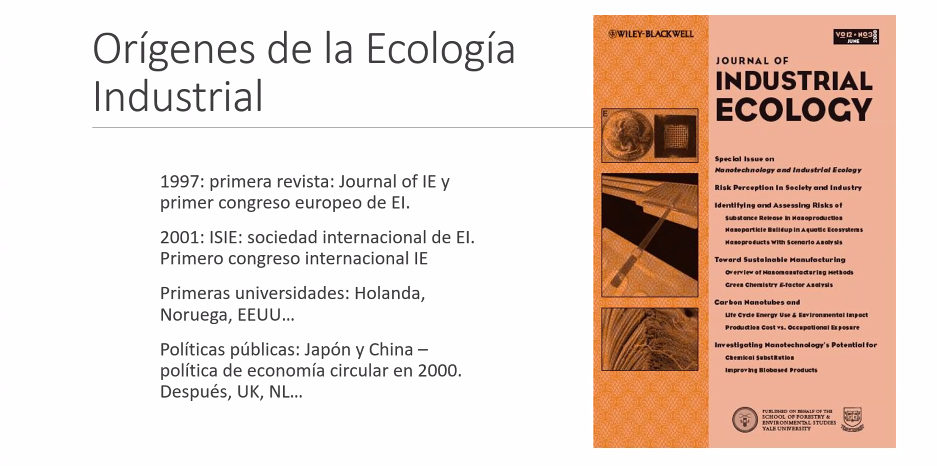 Orígenes de la Ecología
Industrial
1997: primera revista: Journal of IE y
primer congreso europeo de EI.
2001: ISIE: sociedad internacional de EI.
Primero congreso internacional IE
Primeras universidades: Holanda,
Noruega, EEUU…
Políticas públicas: Japón y China –
política de economía circular en 2000.
Después, UK, NL…
WILEY-BLACKWELL
VO12 • NO3
JUNE
JOURNAL OF
INDUSTRIAL
ECOLOGY
E
Special Issue on
Nanotechnology and Industrial Ecology
Risk Perception in Society and Industry
Identifying and Assessing Risks of
Substance Release in Nanoproduction
Nanoparticle Buildup in Aquatic Ecosystems
Nanoproducts With Scenario Analysis
Toward Sustainable Manufacturing
Overview of Nanomanufacturing Methods
Green Chemistry E-factor Analysis
Carbon Nanotubes and
Life Cycle Energy Use & Environmental Impact
Production Cost vs. Occupational Exposure
Investigating Nanotechnology's Potential for
Chemical Substitution
Improving Biobased Products
PUBLISHED ON BEHALF OF THE
SCHOOL OF FORESTRY &
ENVIRONMENTAL STUDIES
YALE UNIVERSITY